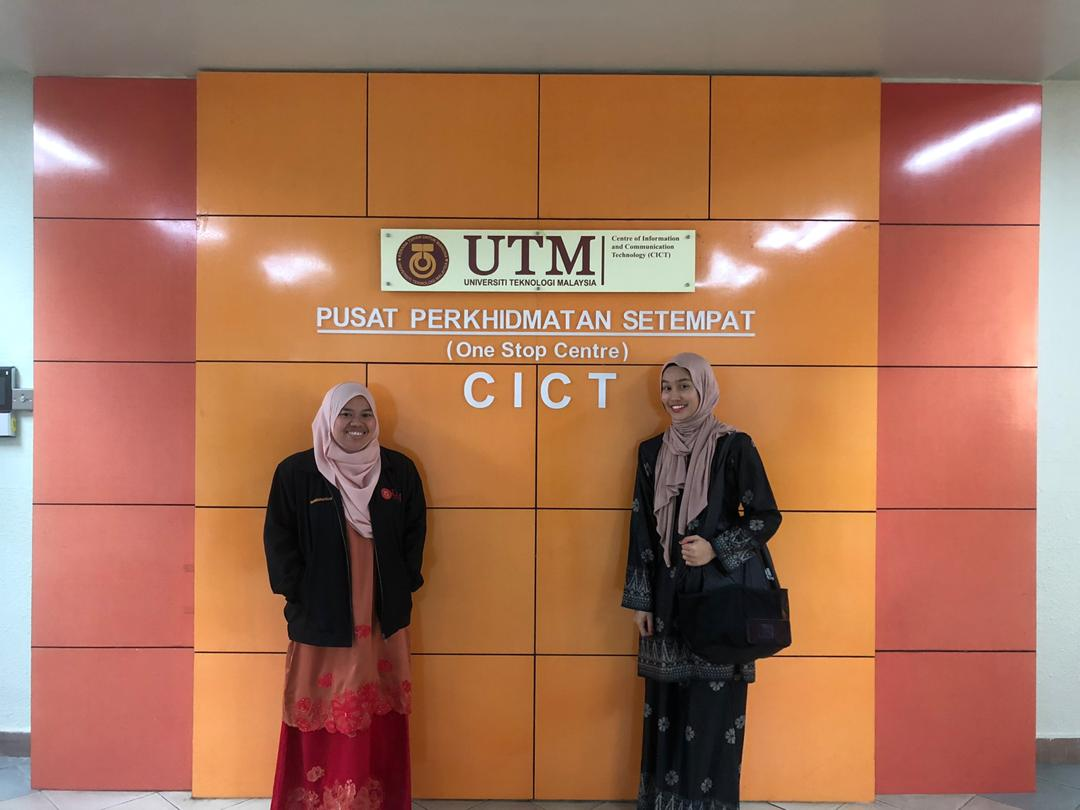 UTM
UNIVERSITI TEKNOLOGI MALAYSIA
Centre of Information
and Communication
Technology (CICT)
PUSAT PERKHIDMATAN SETEMPAT
(One Stop Centre)
CICT